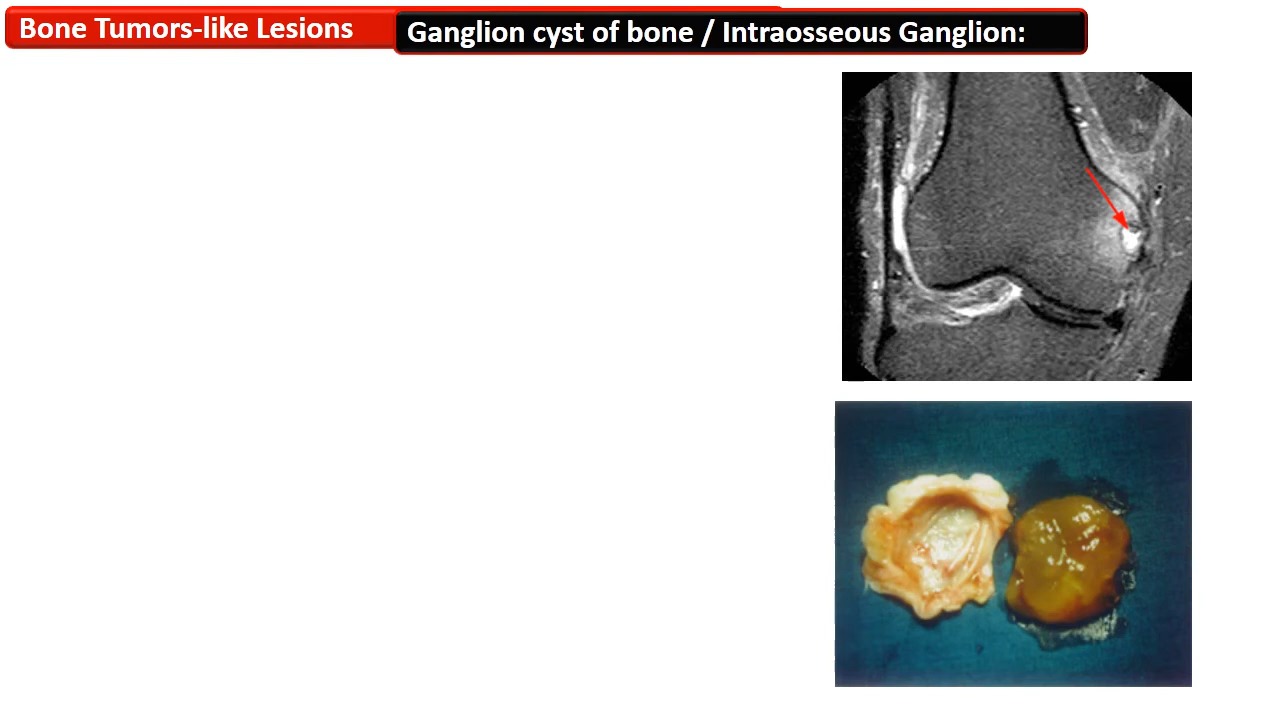 Bone Tumors-like Lesions
Ganglion cyst of bone / Intraosseous Ganglion: